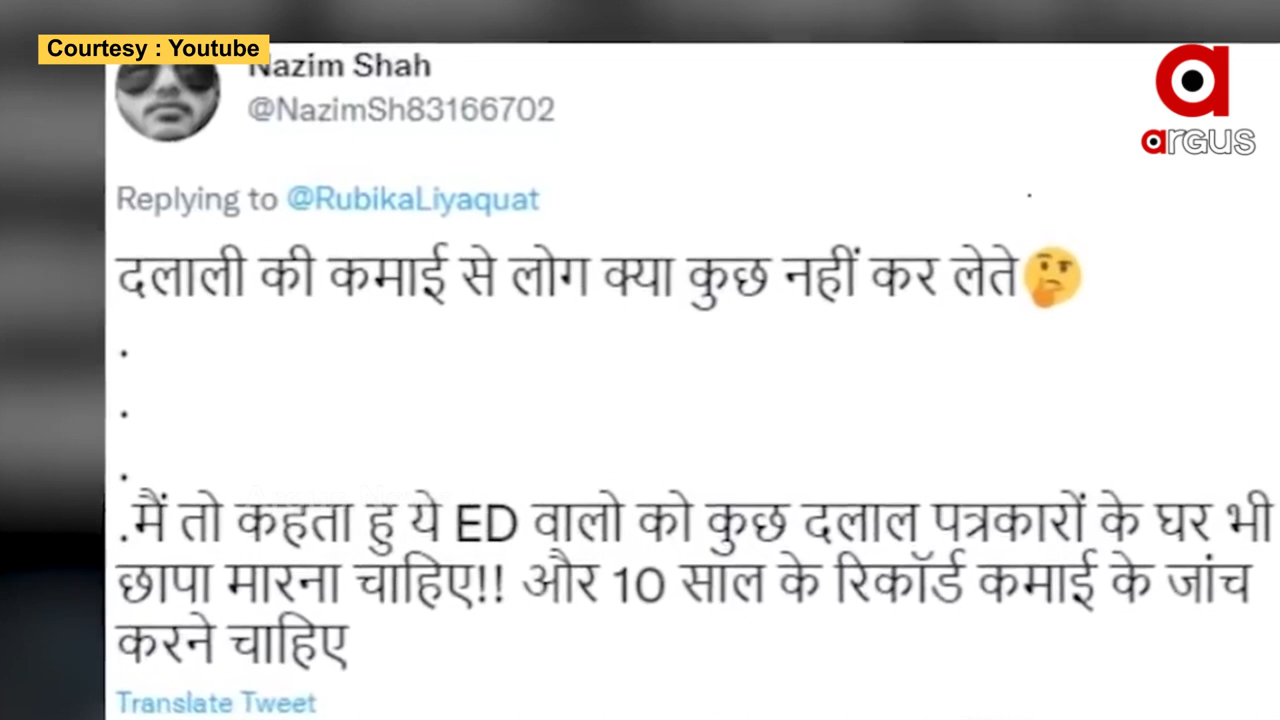 Courtesy : Youtube
Nazim Shah
@NazimSh83166702
argus
Replying to @RubikaLiyaquat
दलाली की कमाई से लोग क्या कुछ नहीं कर लेते🤔
.
.
.
.मैं तो कहता हु ये ED वालो को कुछ दलाल पत्रकारों के घर भी
छापा मारना चाहिए!! और 10 साल के रिकॉर्ड कमाई के जांच
करने चाहिए
Translate Tweet